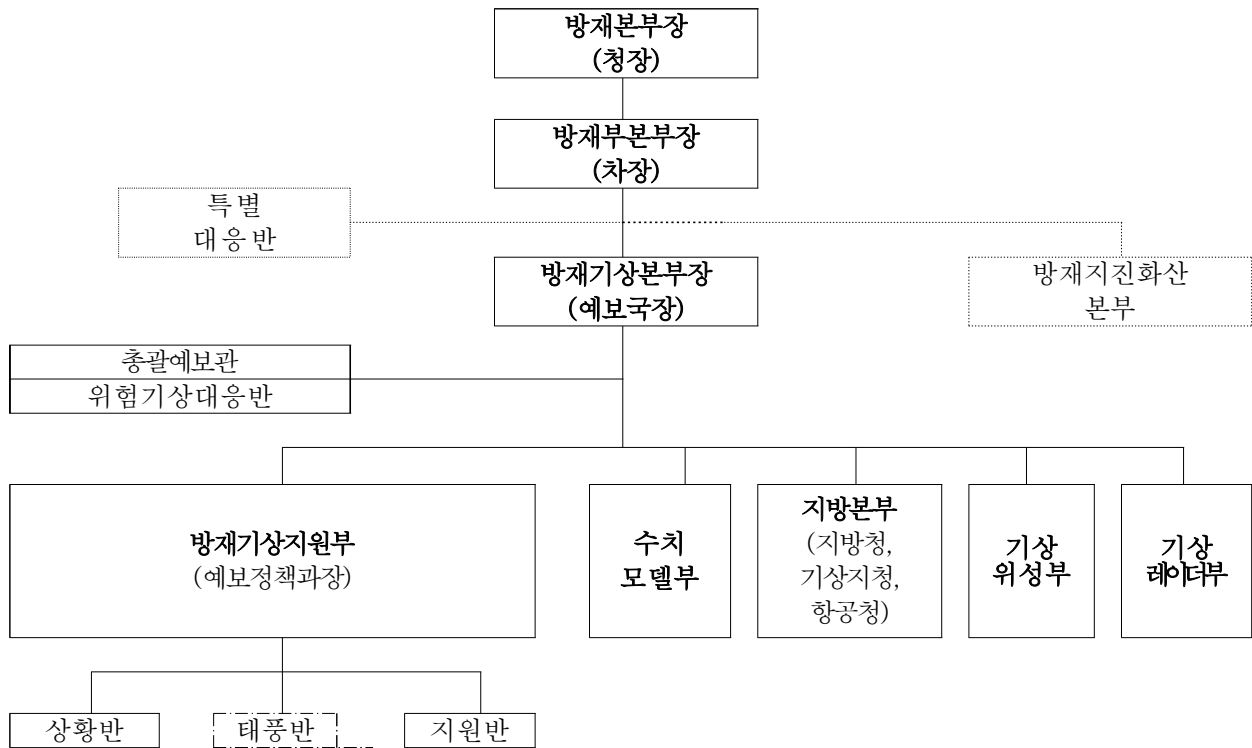 방재본부장
(청장)
방재부본부장
(차장)
특별
대응반
방재기상본부장
(예보국장)
방재지진화산
본부
총괄예보관
위험기상대응반
방재기상지원부
(예보정책과장)
수치
모델부
지방본부
(지방청,
기상지청,
항공청)
기상
위성부
기상
레이더부
상황반
태풍반
지원반